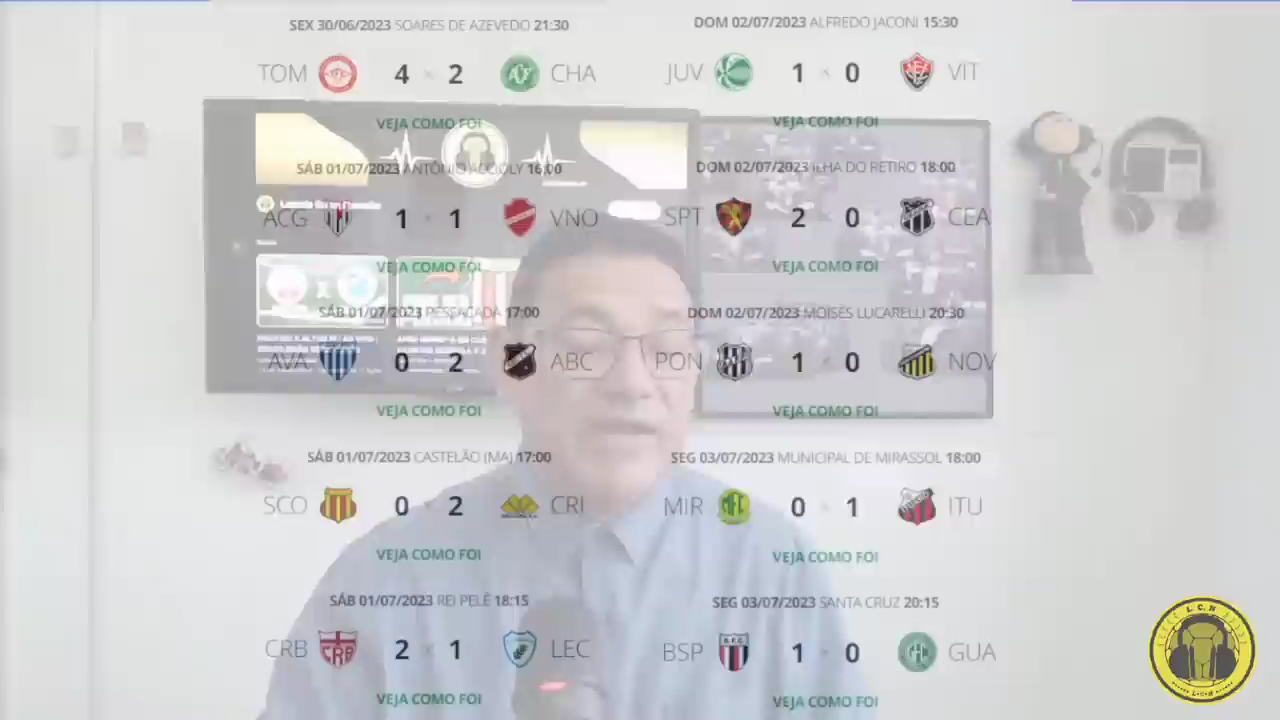 SEX 30/06/2023 SOARES DE AZEVEDO 21:30
TOM 4 × 2 CHA
VEJA COMO FOI
SÁB 01/07/2023 ANTÔNIO ACCIOLY 16:00
ACG 1 × 1 VNO
VEJA COMO FOI
SÁB 01/07/2023 RESSACADA 17:00
AVA 0 × 2 ABC
VEJA COMO FOI
SÁB 01/07/2023 CASTELÃO (MA) 17:00
SCO 0 × 2 CRI
VEJA COMO FOI
SÁB 01/07/2023 REI PELÉ 18:15
CRB 2 × 1 LEC
VEJA COMO FOI
DOM 02/07/2023 ALFREDO JACONI 15:30
JUV 1 × 0 VIT
VEJA COMO FOI
DOM 02/07/2023 ILHA DO RETIRO 18:00
SPT 2 × 0 CEA
VEJA COMO FOI
DOM 02/07/2023 MOISÉS LUCARELLI 20:30
PON 1 × 0 NOV
VEJA COMO FOI
SEG 03/07/2023 MUNICIPAL DE MIRASSOL 18:00
MIR 0 × 1 ITU
VEJA COMO FOI
SEG 03/07/2023 SANTA CRUZ 20:15
BSP 1 × 0 GUA
VEJA COMO FOI